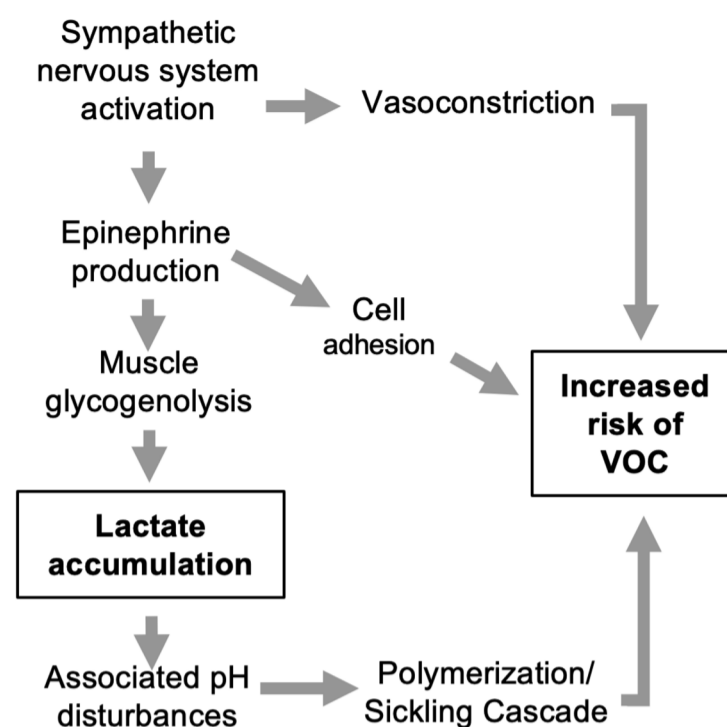 Sympathetic
nervous system
activation
Vasoconstriction
Epinephrine
production
Cell
adhesion
Muscle
glycogenolysis
Increased
risk of
VOC
Lactate
accumulation
Associated pH
disturbances
Polymerization/
Sickling Cascade